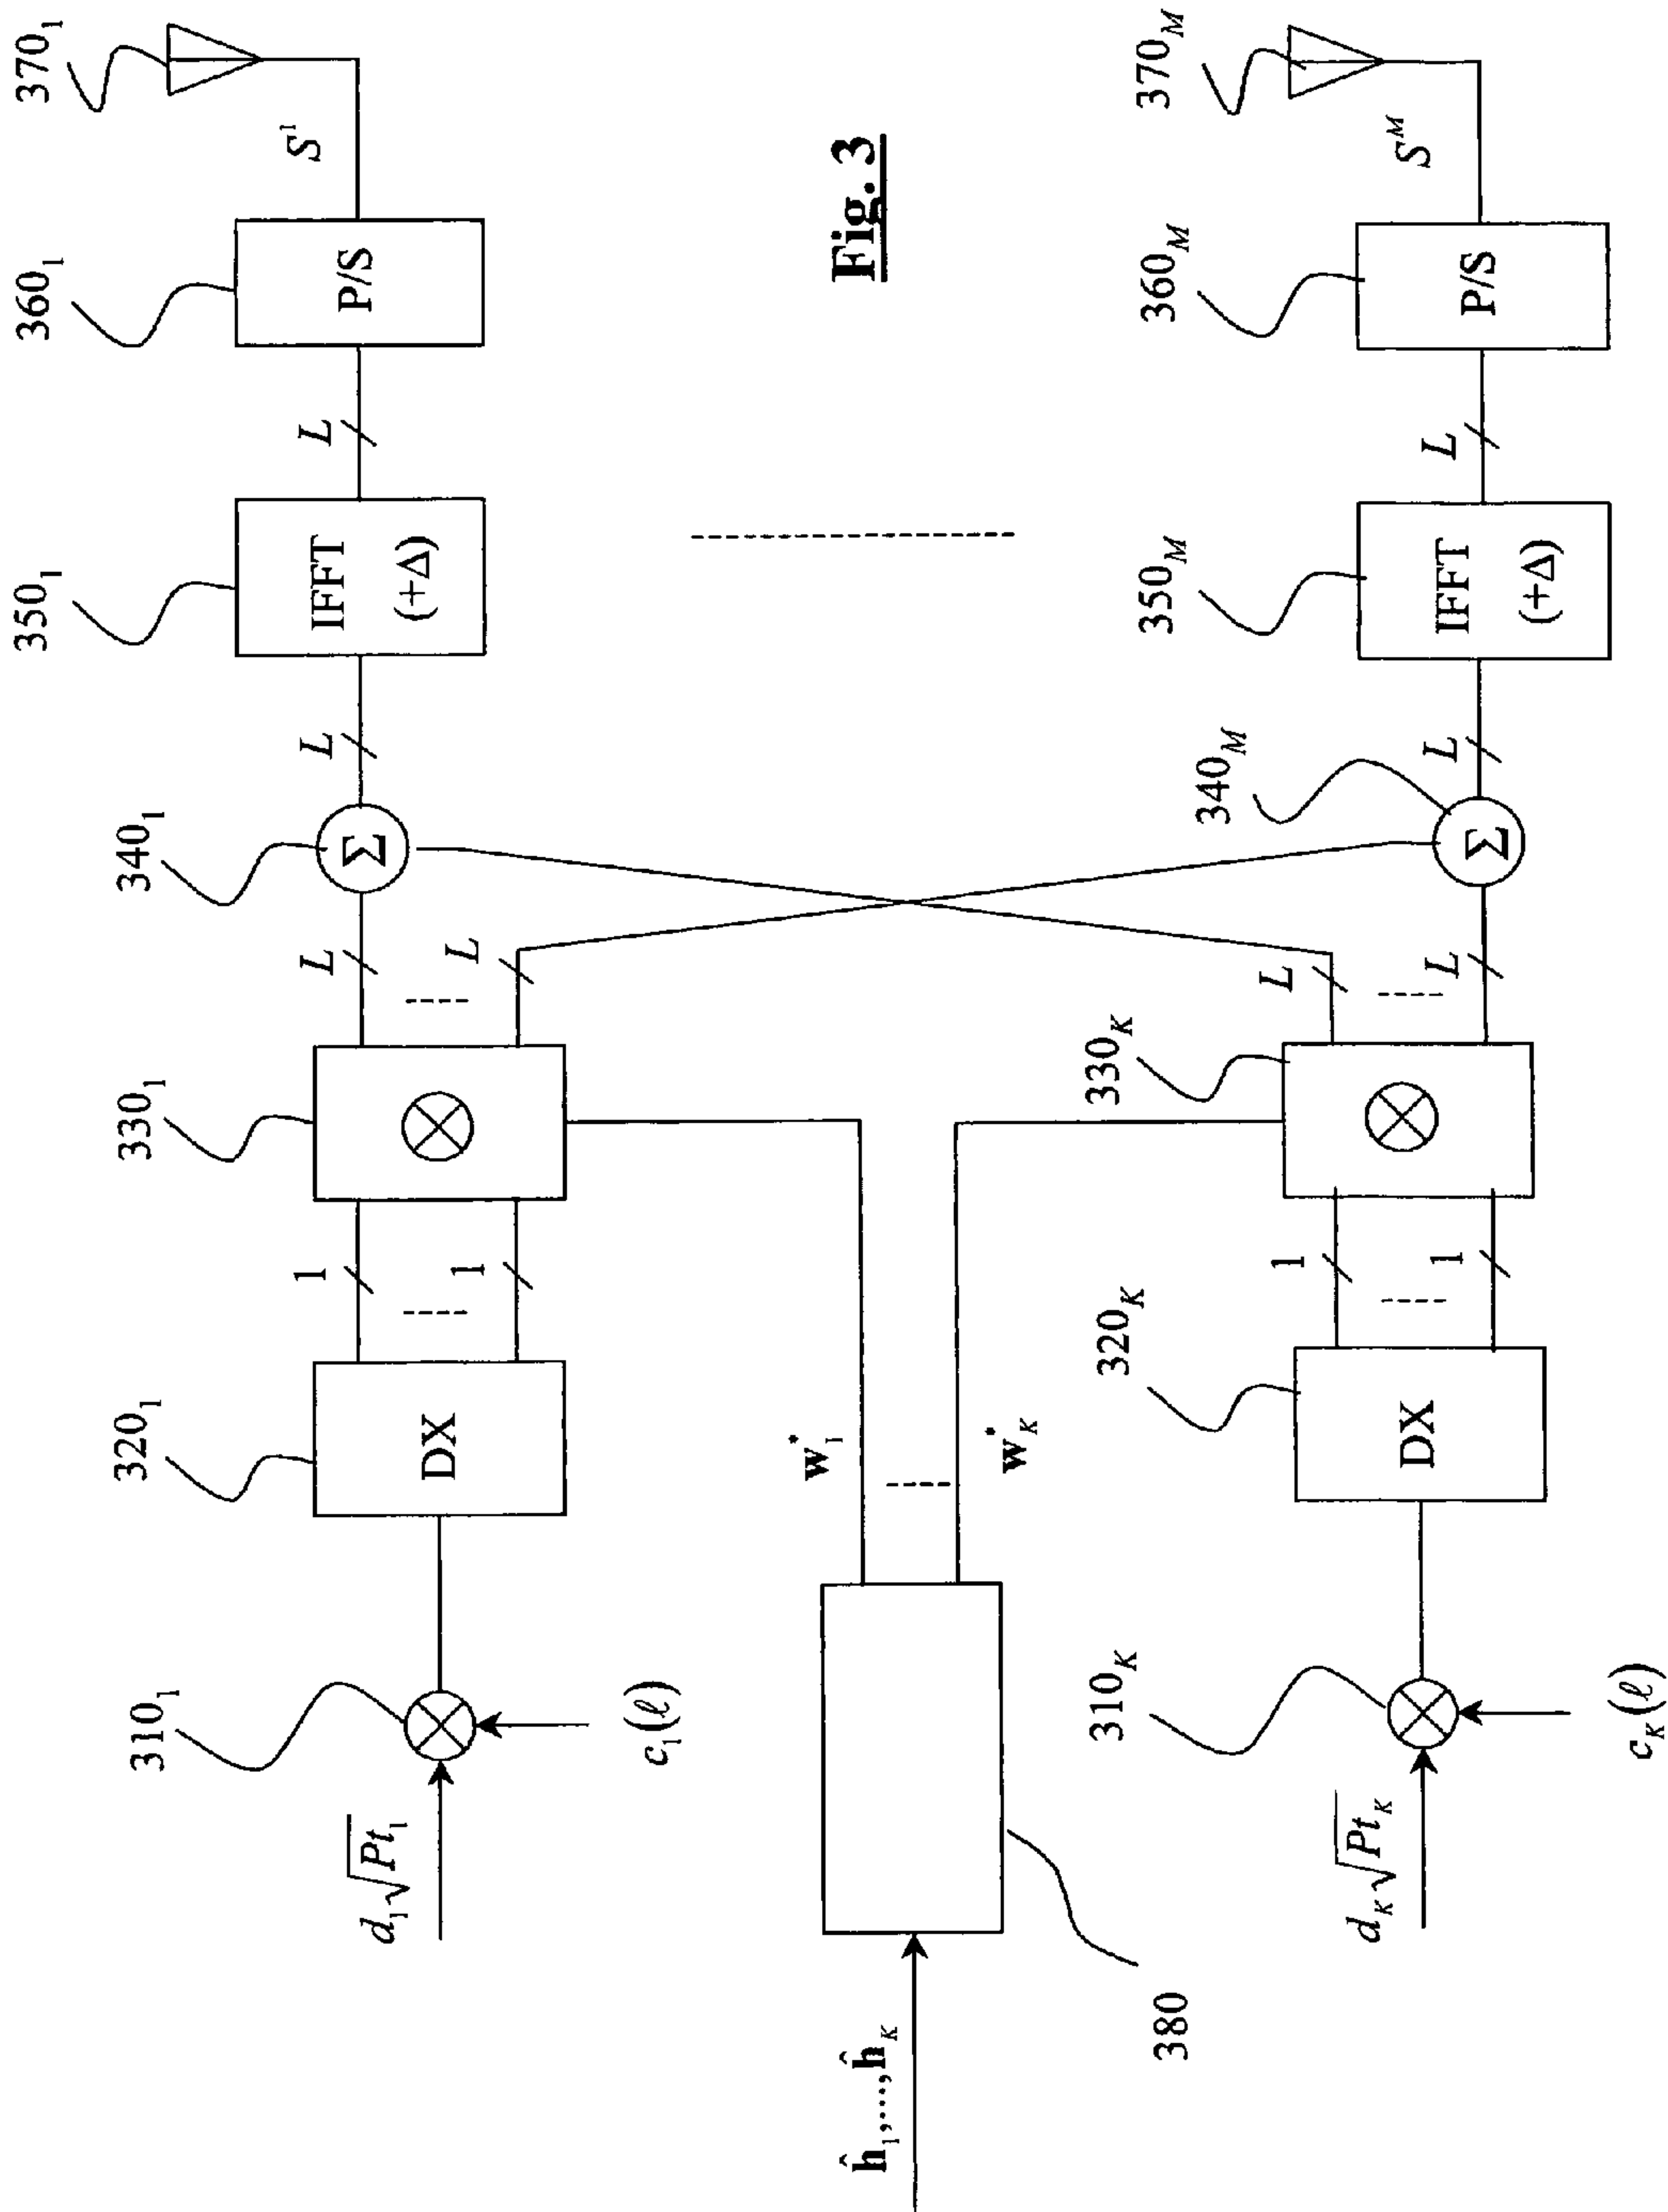 370₁
S¹
360₁
P/S
L
350₁
IFFT
(+Δ)
L
340₁
Σ
L
L
330₁
1
1
320₁
DX
310₁
c₁(ℓ)
d₁√Pt₁
Fig. 3
w₁*
w_K*
ĥ₁,...,ĥ_K
380
370_M
S^M
360_M
P/S
L
350_M
IFFT
(+Δ)
L
340_M
Σ
L
L
330_K
1
1
320_K
DX
310_K
c_K(ℓ)
d_K√Pt_K